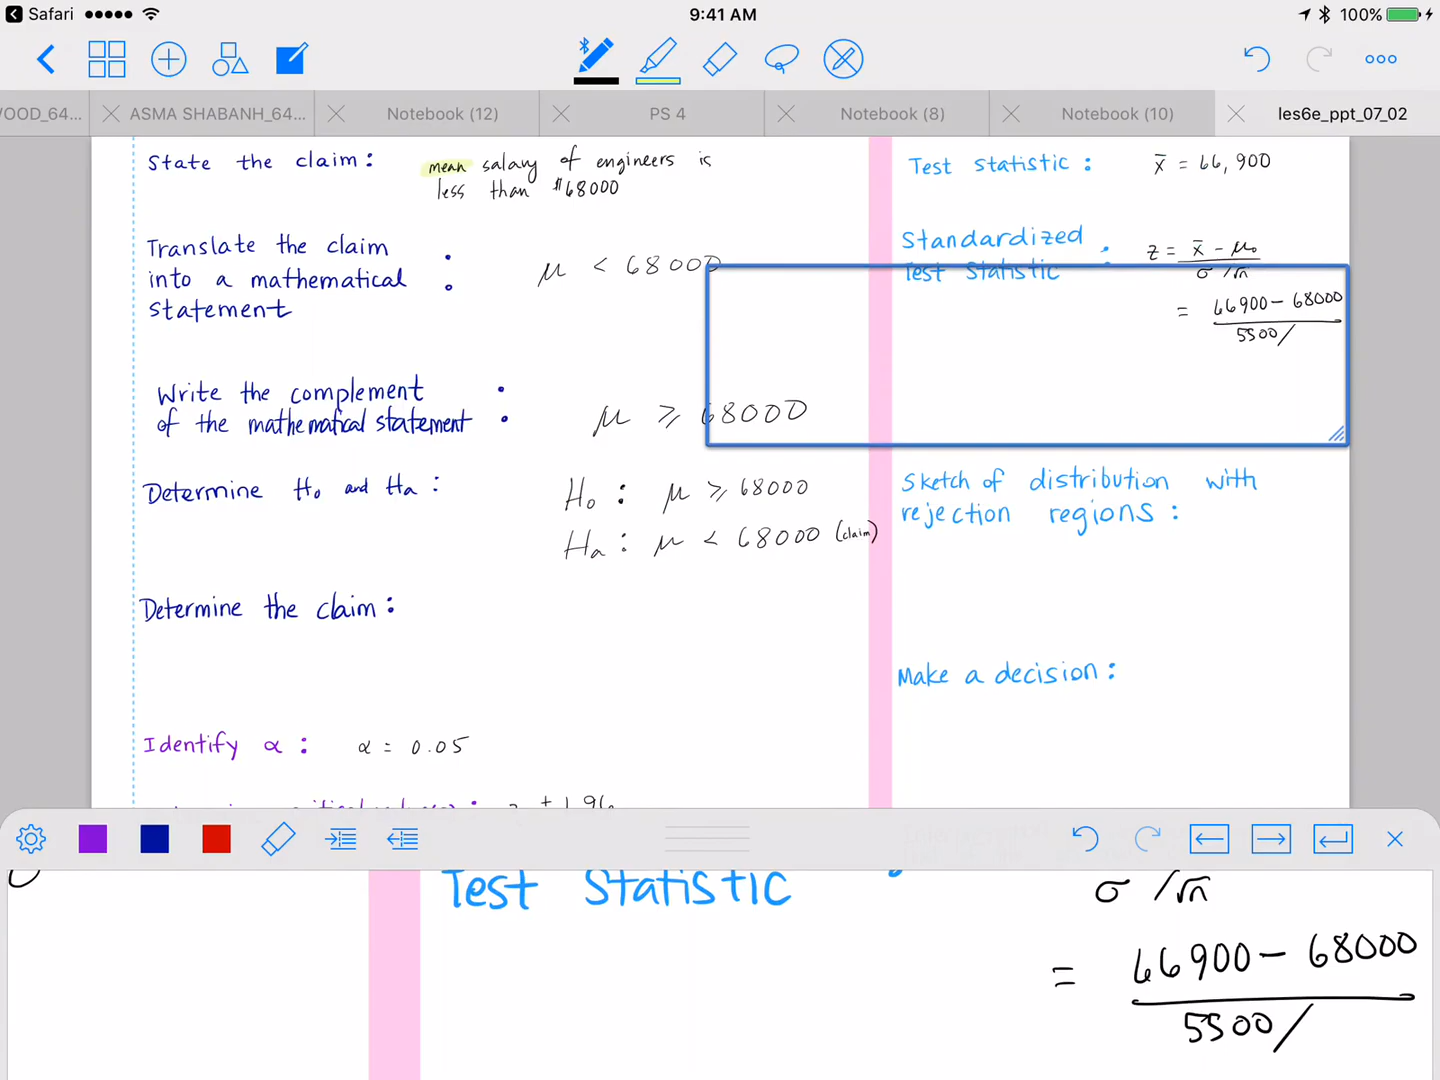 Safari
9:41 AM
100%
WOOD_64...
ASMA SHABANH_64...
Notebook (12)
PS 4
Notebook (8)
Notebook (10)
les6e_ppt_07_02
State the claim:
mean salary of engineers is
less than $68000
Translate the claim
into a mathematical
statement
:
μ < 68000
Write the complement
of the mathematical statement
:
μ ≥ 68000
Determine H₀ and Ha:
H₀: μ ≥ 68000
Ha: μ < 68000 (claim)
Determine the claim:
Identify α: α = 0.05
Test statistic: x̄ = 66,900
Standardized
Test Statistic
:
z = x̄ - μ₀
σ/√n
= 66900 - 68000
5500/
Sketch of distribution with
rejection regions:
Make a decision:
Test Statistic
σ/√n
= 66900 - 68000
5500/